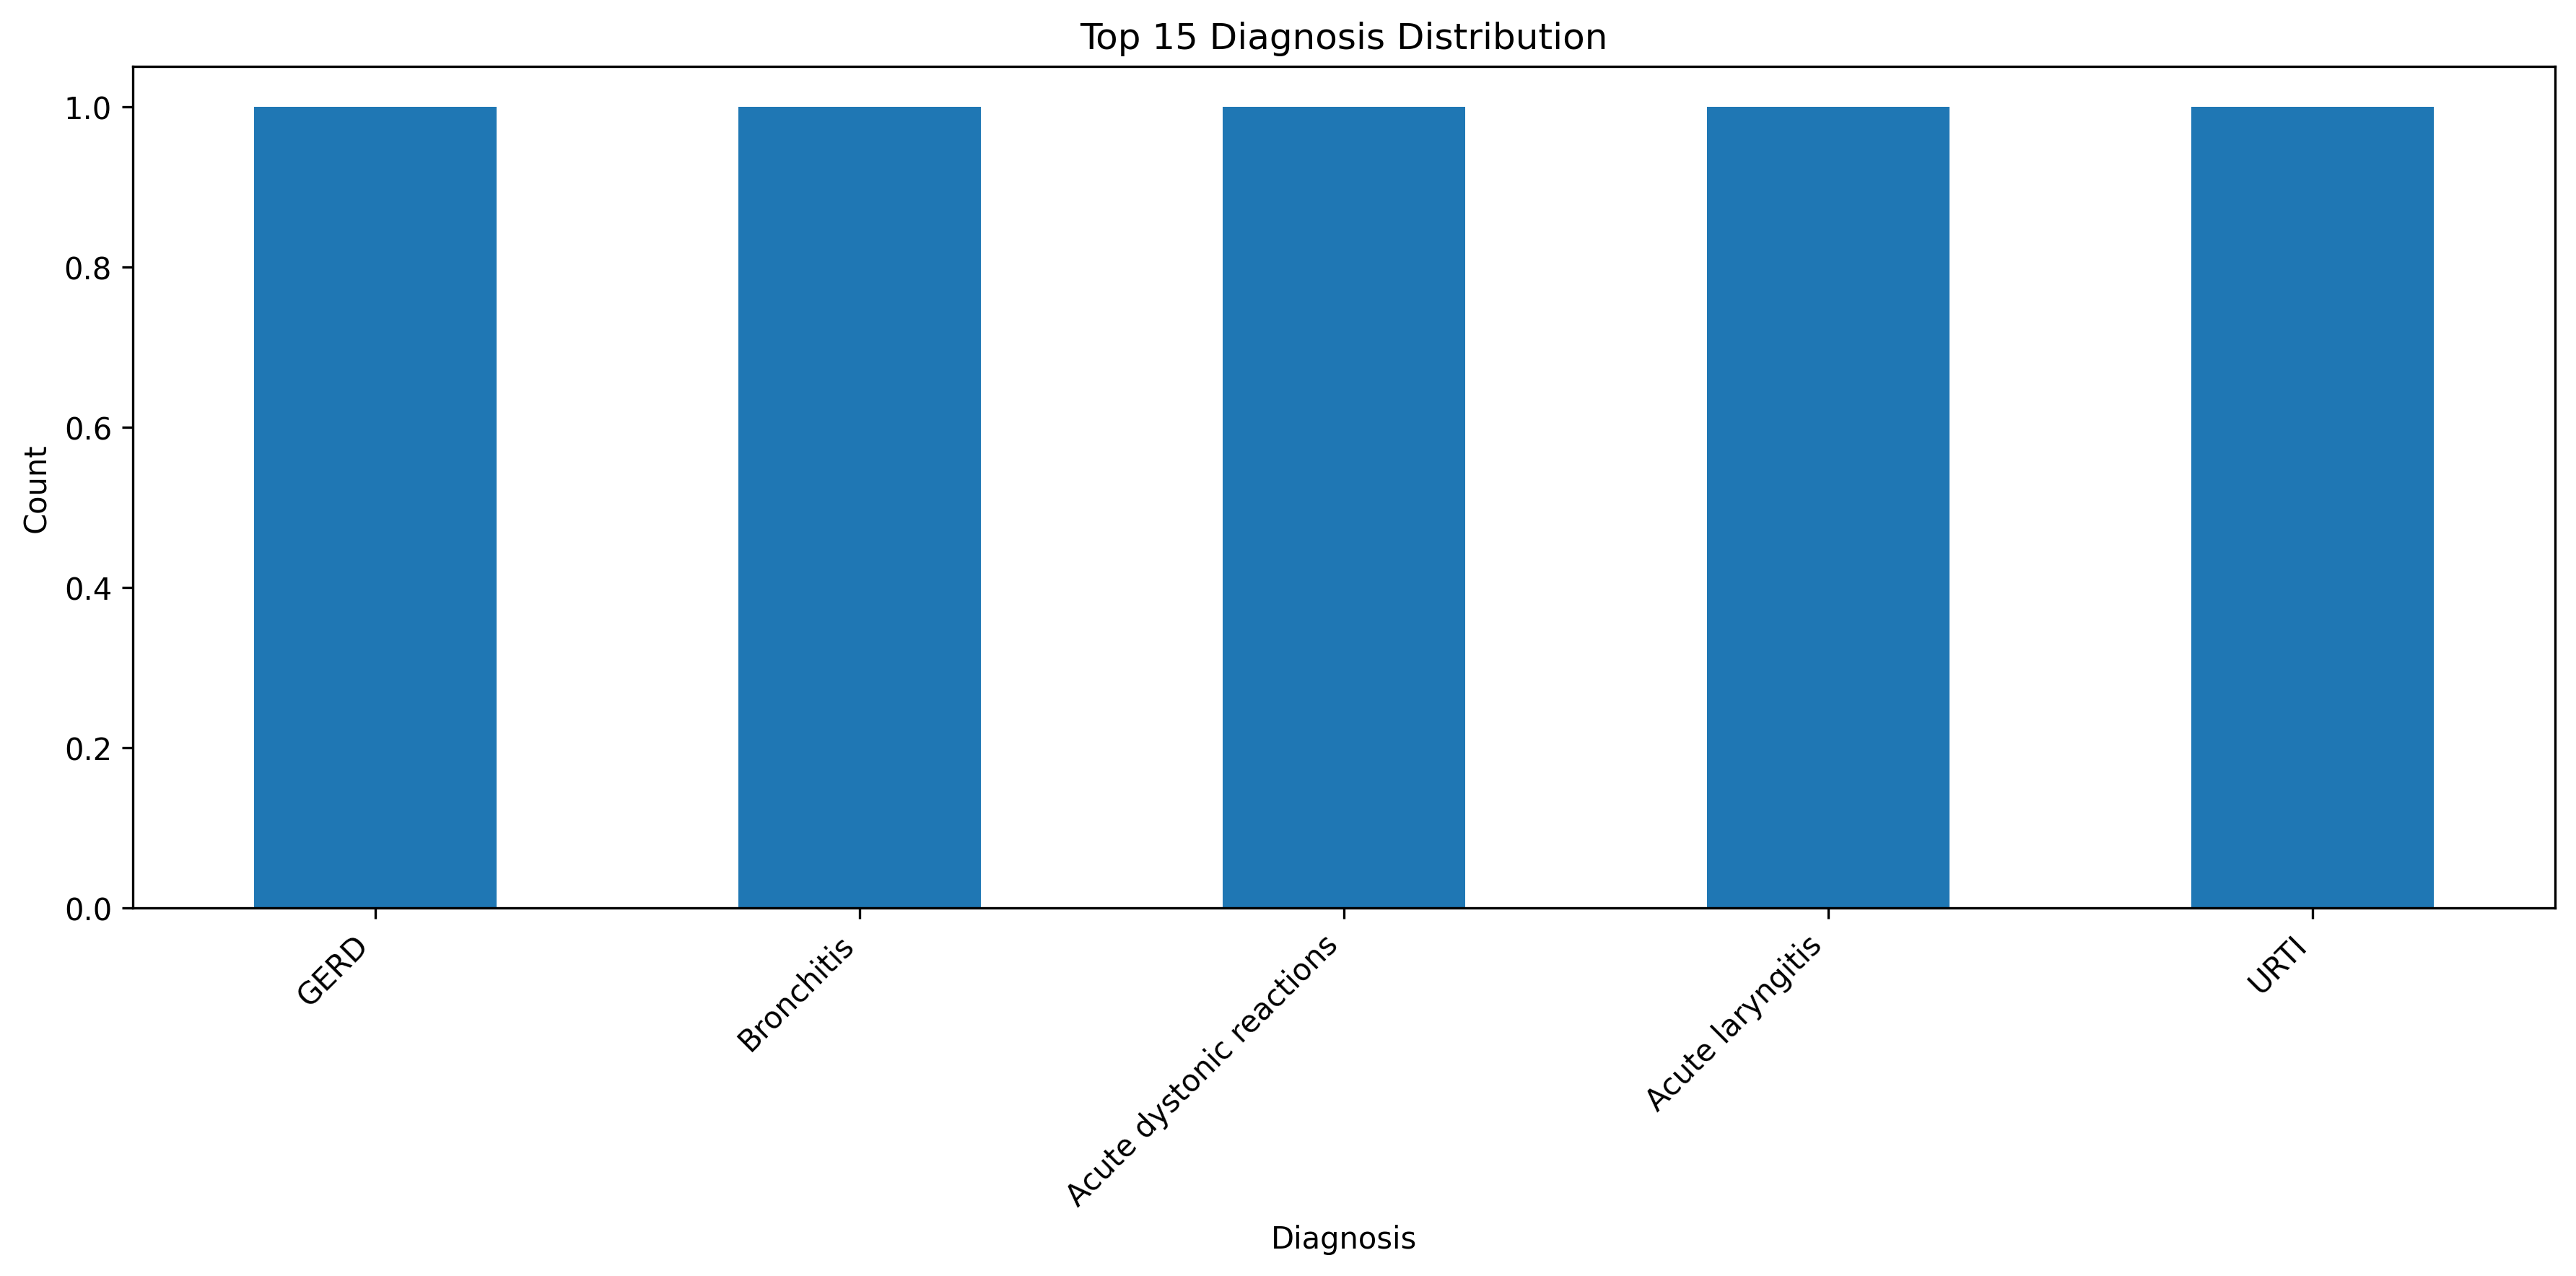 Top 15 Diagnosis Distribution
1.0
0.8
0.6
0.4
0.2
0.0
Count
GERD
Bronchitis
Acute dystonic reactions
Acute laryngitis
URTI
Diagnosis